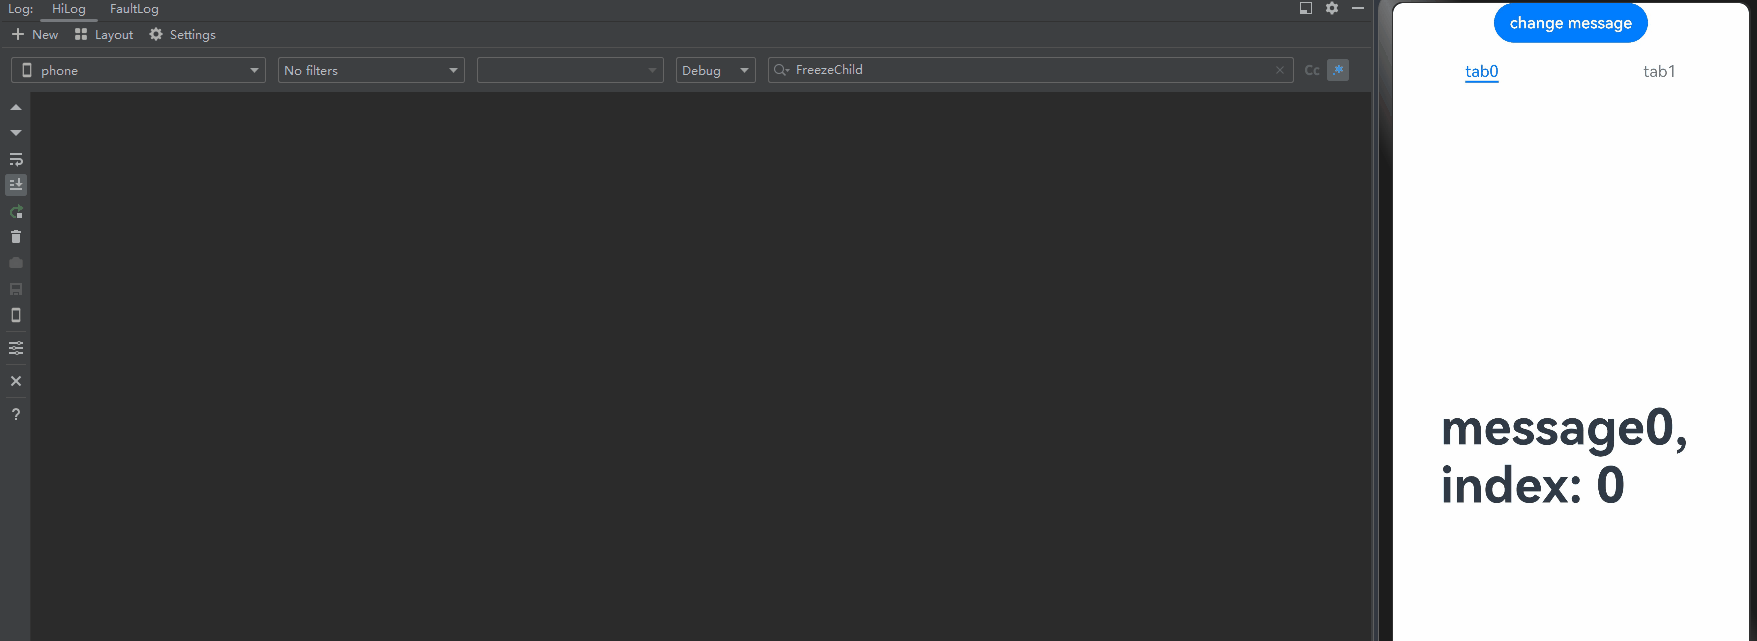 Log: HiLog FaultLog
New Layout Settings
phone No filters Debug FreezeChild Cc .*
?
change message
tab0 tab1
message0,
index: 0